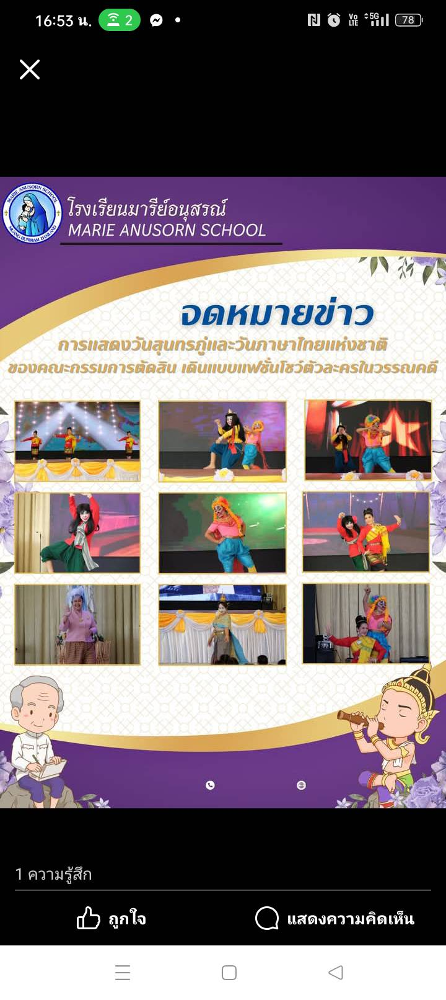 16:53 น.
2
Vo
LTE
5G
78
MARIE ANUSORN SCHOOL
MUANG BURIRAM THAILAND
โรงเรียนมารีย์อนุสรณ์
MARIE ANUSORN SCHOOL
จดหมายข่าว
การแสดงวันสุนทรภู่และวันภาษาไทยแห่งชาติ
ของคณะกรรมการตัดสิน เดินแบบแฟชั่นโชว์ตัวละครในวรรณคดี
1 ความรู้สึก
ถูกใจ
แสดงความคิดเห็น